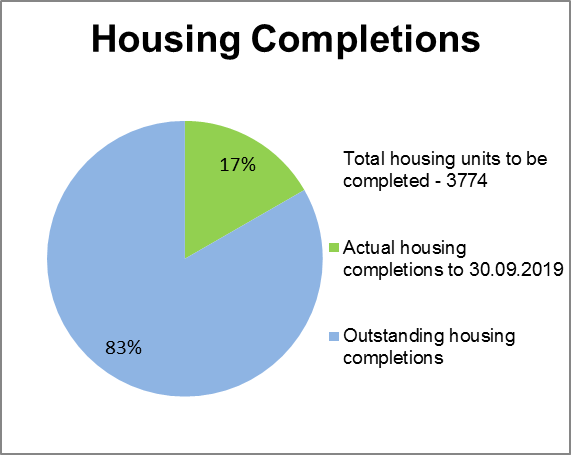 Housing Completions
17%
83%
Total housing units to be
completed - 3774
Actual housing
completions to 30.09.2019
Outstanding housing
completions